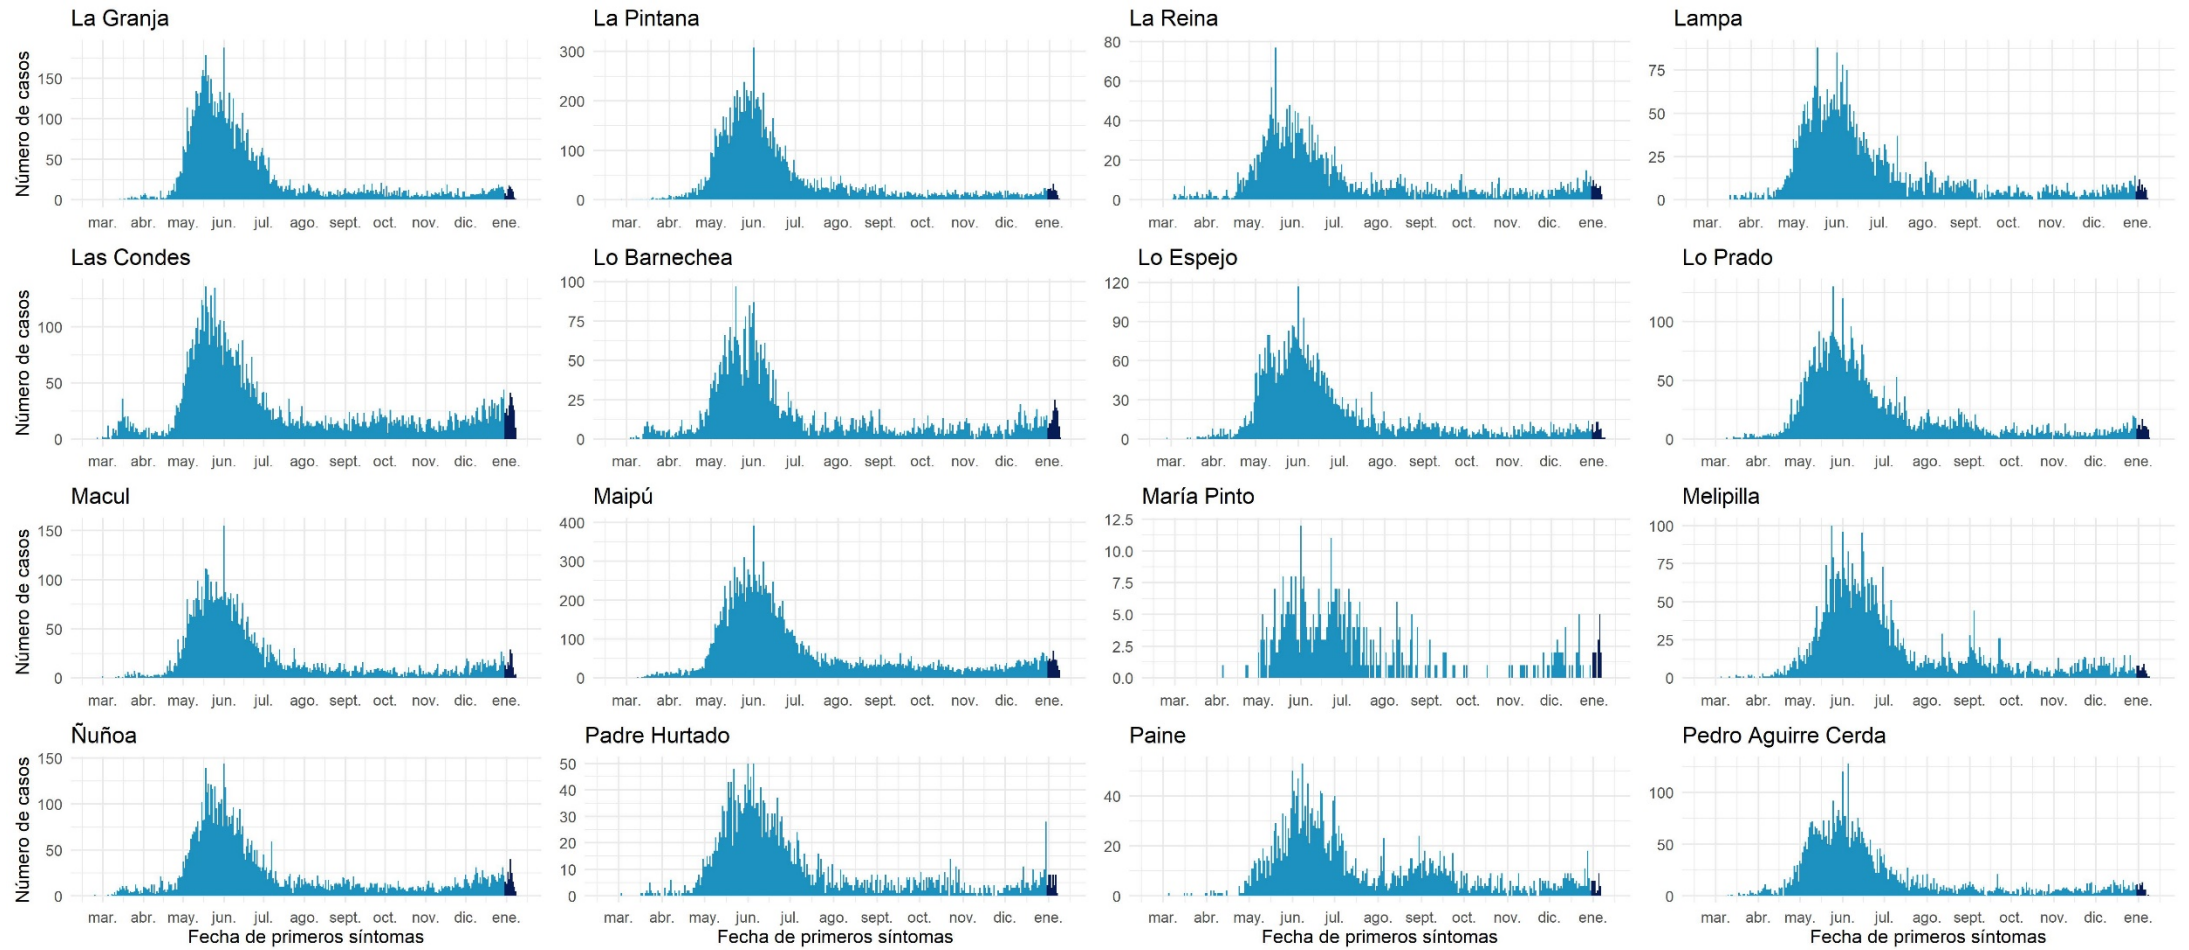 La Granja
La Pintana
La Reina
Lampa
Número de casos
150
100
50
0
300
200
100
0
80
60
40
20
0
75
50
25
0
mar. abr. may. jun. jul. ago. sept. oct. nov. dic. ene.
mar. abr. may. jun. jul. ago. sept. oct. nov. dic. ene.
mar. abr. may. jun. jul. ago. sept. oct. nov. dic. ene.
mar. abr. may. jun. jul. ago. sept. oct. nov. dic. ene.
Las Condes
Lo Barnechea
Lo Espejo
Lo Prado
Número de casos
100
50
0
100
75
50
25
0
120
90
60
30
0
100
50
0
mar. abr. may. jun. jul. ago. sept. oct. nov. dic. ene.
mar. abr. may. jun. jul. ago. sept. oct. nov. dic. ene.
mar. abr. may. jun. jul. ago. sept. oct. nov. dic. ene.
mar. abr. may. jun. jul. ago. sept. oct. nov. dic. ene.
Macul
Maipú
María Pinto
Melipilla
Número de casos
150
100
50
0
400
300
200
100
0
12.5
10.0
7.5
5.0
2.5
0.0
100
75
50
25
0
mar. abr. may. jun. jul. ago. sept. oct. nov. dic. ene.
mar. abr. may. jun. jul. ago. sept. oct. nov. dic. ene.
mar. abr. may. jun. jul. ago. sept. oct. nov. dic. ene.
mar. abr. may. jun. jul. ago. sept. oct. nov. dic. ene.
Ñuñoa
Padre Hurtado
Paine
Pedro Aguirre Cerda
Número de casos
150
100
50
0
50
40
30
20
10
0
40
20
0
100
50
0
mar. abr. may. jun. jul. ago. sept. oct. nov. dic. ene.
mar. abr. may. jun. jul. ago. sept. oct. nov. dic. ene.
mar. abr. may. jun. jul. ago. sept. oct. nov. dic. ene.
mar. abr. may. jun. jul. ago. sept. oct. nov. dic. ene.
Fecha de primeros síntomas
Fecha de primeros síntomas
Fecha de primeros síntomas
Fecha de primeros síntomas